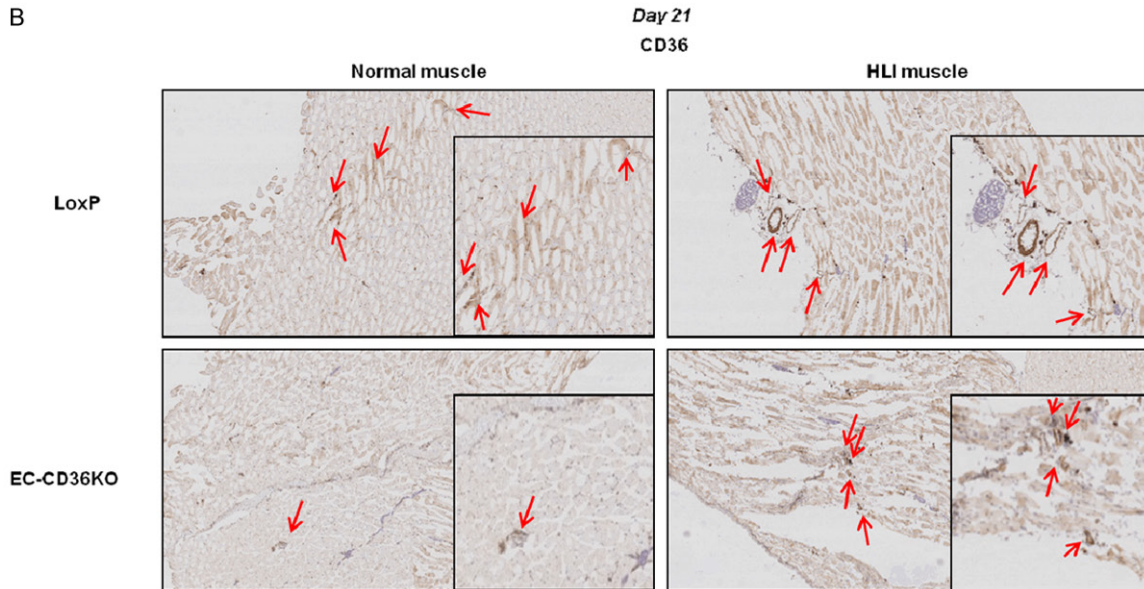 B
Day 21
CD36
Normal muscle
HLI muscle
LoxP
EC-CD36KO